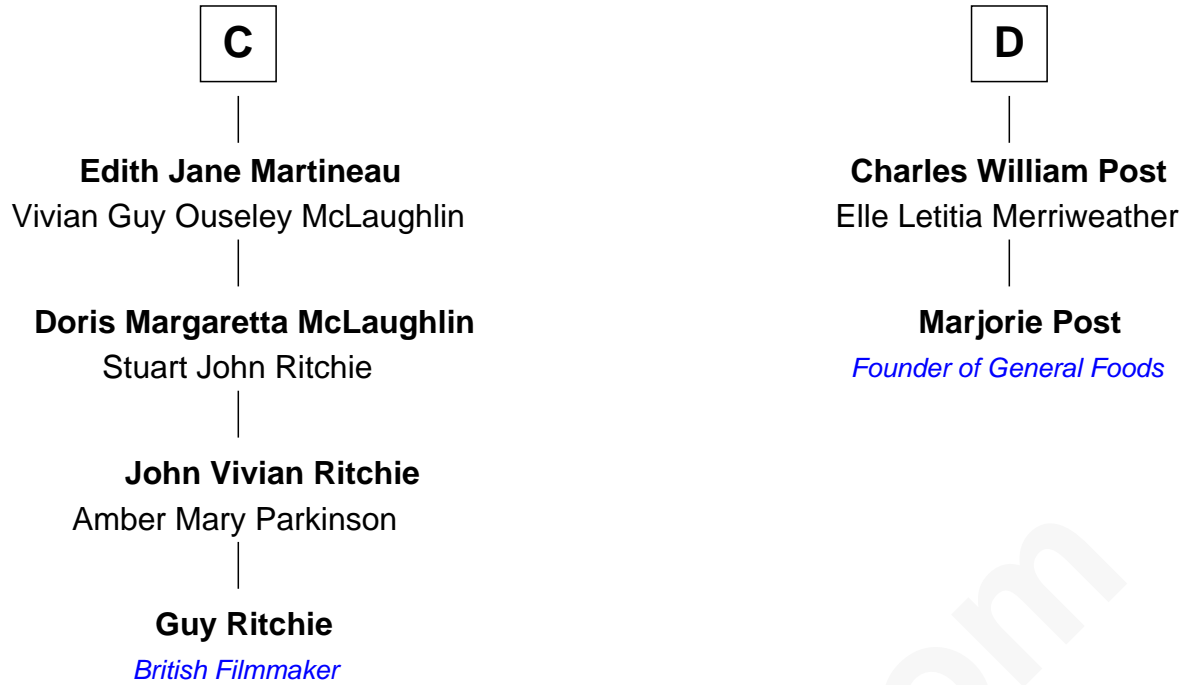 C
Edith Jane Martineau
Vivian Guy Ouseley McLaughlin
Doris Margaretta McLaughlin
Stuart John Ritchie
John Vivian Ritchie
Amber Mary Parkinson
Guy Ritchie
British Filmmaker
D
Charles William Post
Elle Letitia Merriweather
Marjorie Post
Founder of General Foods
om